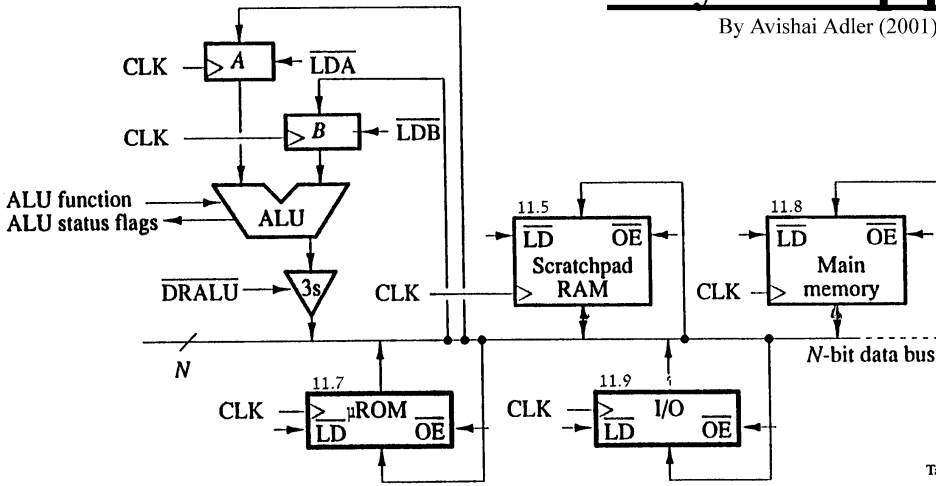 By Avishai Adler (2001)
CLK
A
LDA
CLK
B
LDB
ALU function
ALU status flags
ALU
DRALU
3s
N
11.5
LD OE
Scratchpad
RAM
CLK
11.8
LD OE
Main
memory
CLK
N-bit data bus
11.7
CLK
µROM
LD OE
11.9
CLK
I/O
LD OE